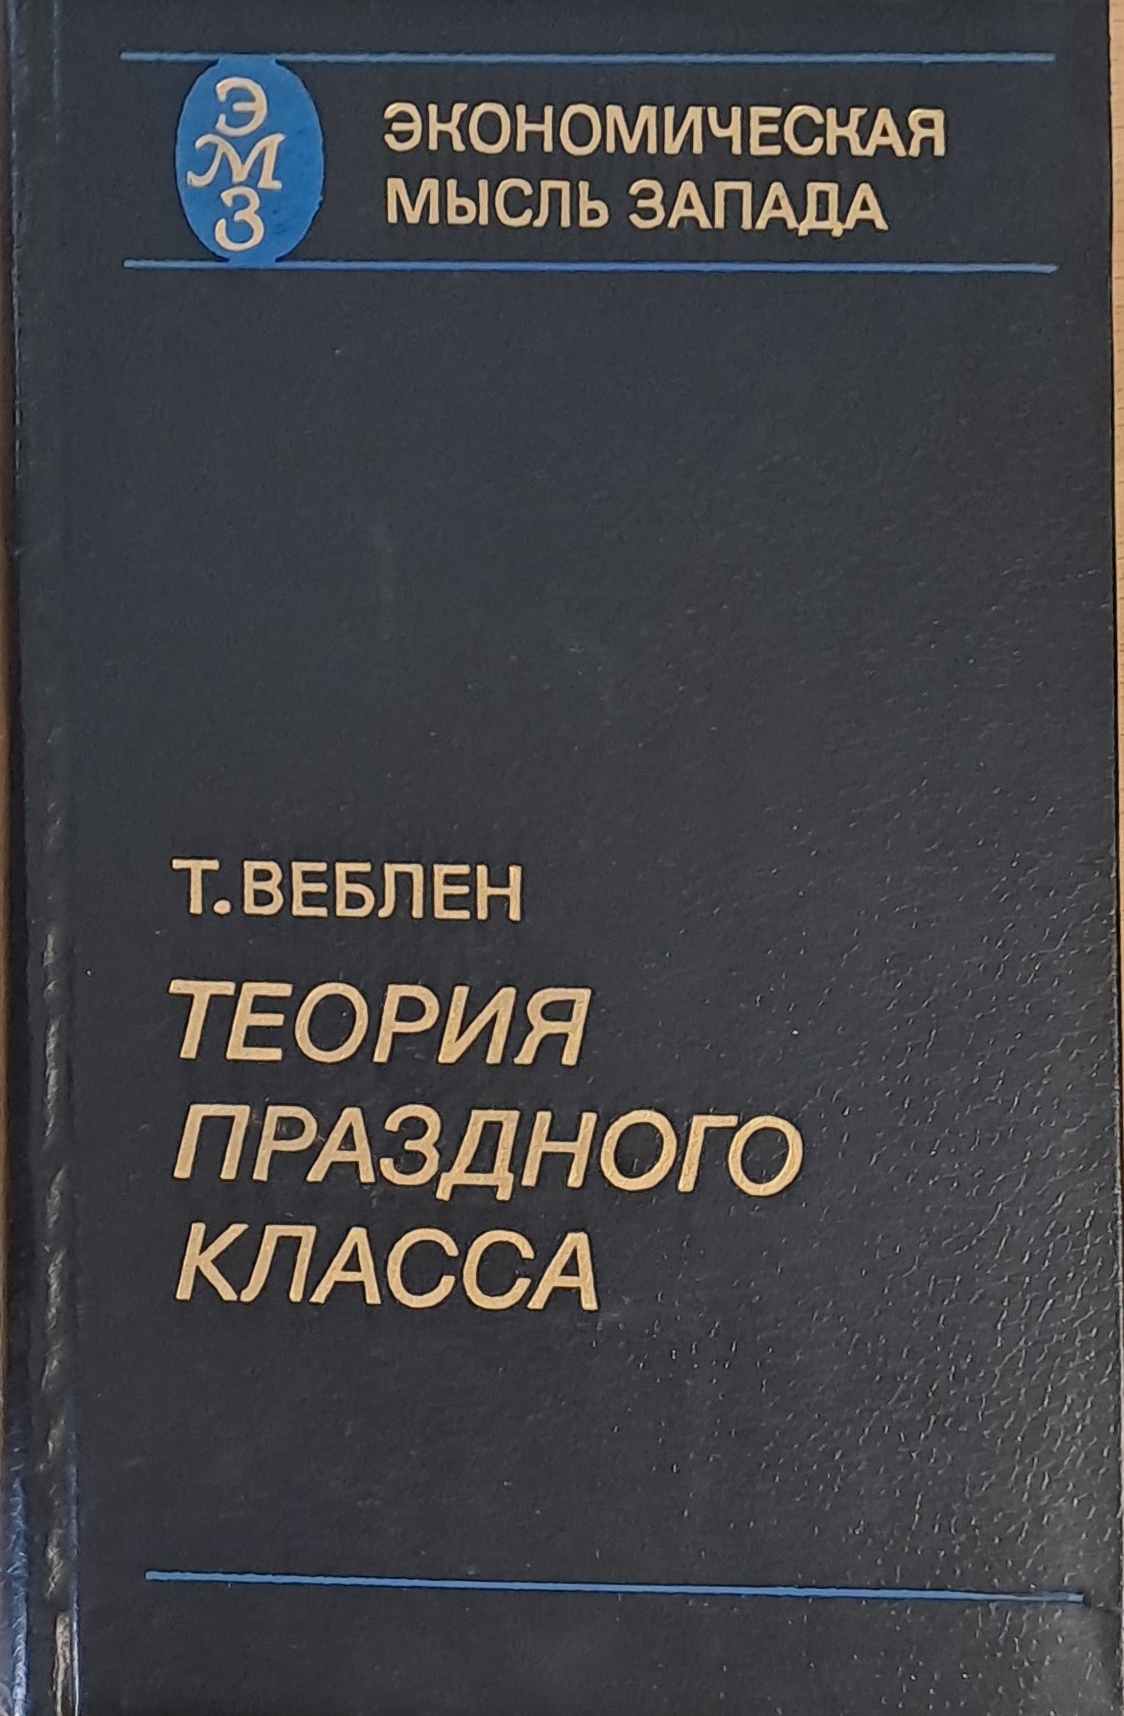 Э
М
З
ЭКОНОМИЧЕСКАЯ
МЫСЛЬ ЗАПАДА
Т.ВЕБЛЕН
ТЕОРИЯ
ПРАЗДНОГО
КЛАССА